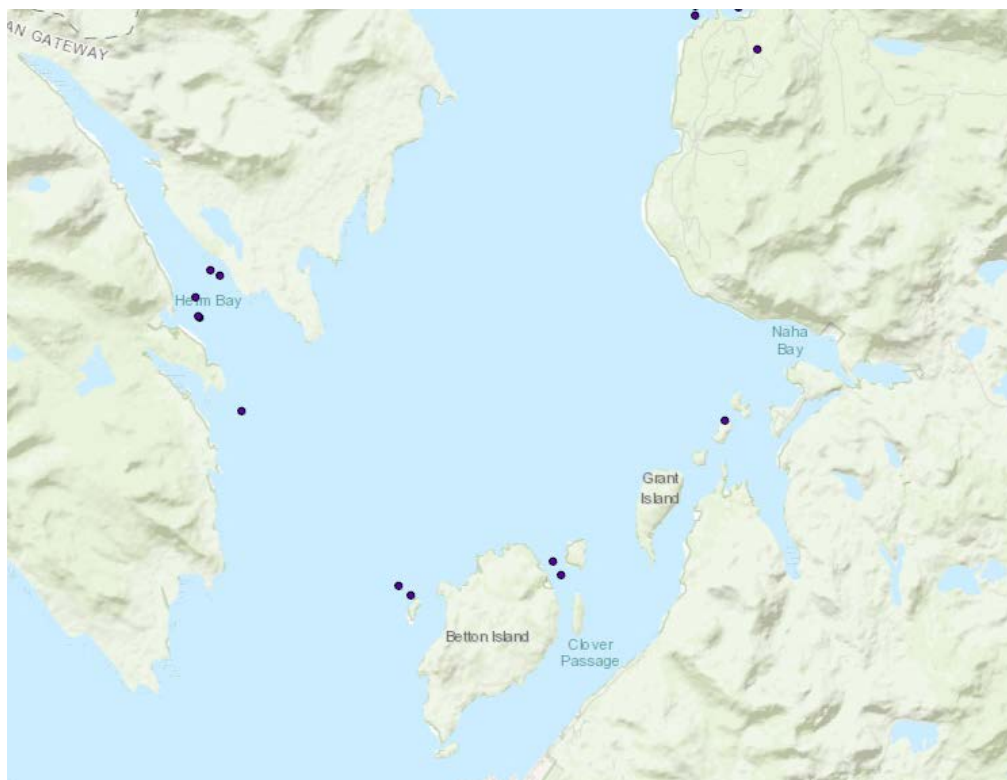 AN GATEWAY
Helm Bay
Naha
Bay
Grant
Island
Betton Island
Clover
Passage